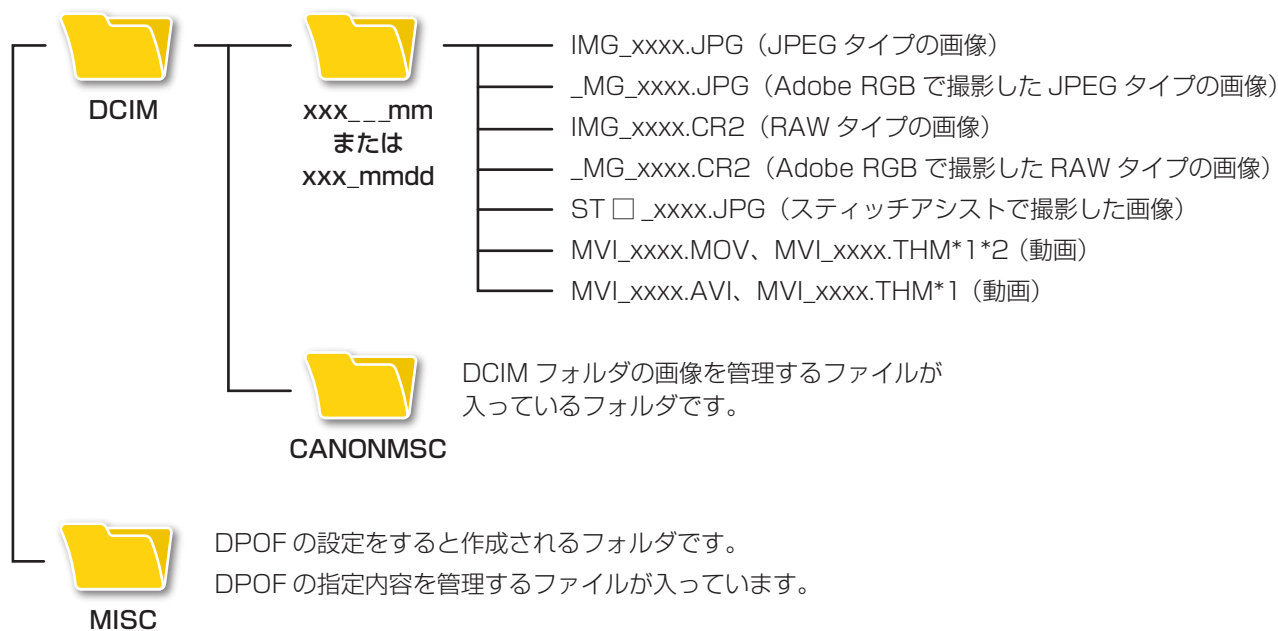 DCIM
xxx___mm
または
xxx_mmdd
IMG_xxxx.JPG（JPEG タイプの画像）
_MG_xxxx.JPG（Adobe RGB で撮影した JPEG タイプの画像）
IMG_xxxx.CR2（RAW タイプの画像）
_MG_xxxx.CR2（Adobe RGB で撮影した RAW タイプの画像）
ST □ _xxxx.JPG（スティッチアシストで撮影した画像）
MVI_xxxx.MOV、MVI_xxxx.THM*1*2（動画）
MVI_xxxx.AVI、MVI_xxxx.THM*1（動画）
CANONMSC
DCIM フォルダの画像を管理するファイルが
入っているフォルダです。
MISC
DPOF の設定をすると作成されるフォルダです。
DPOF の指定内容を管理するファイルが入っています。